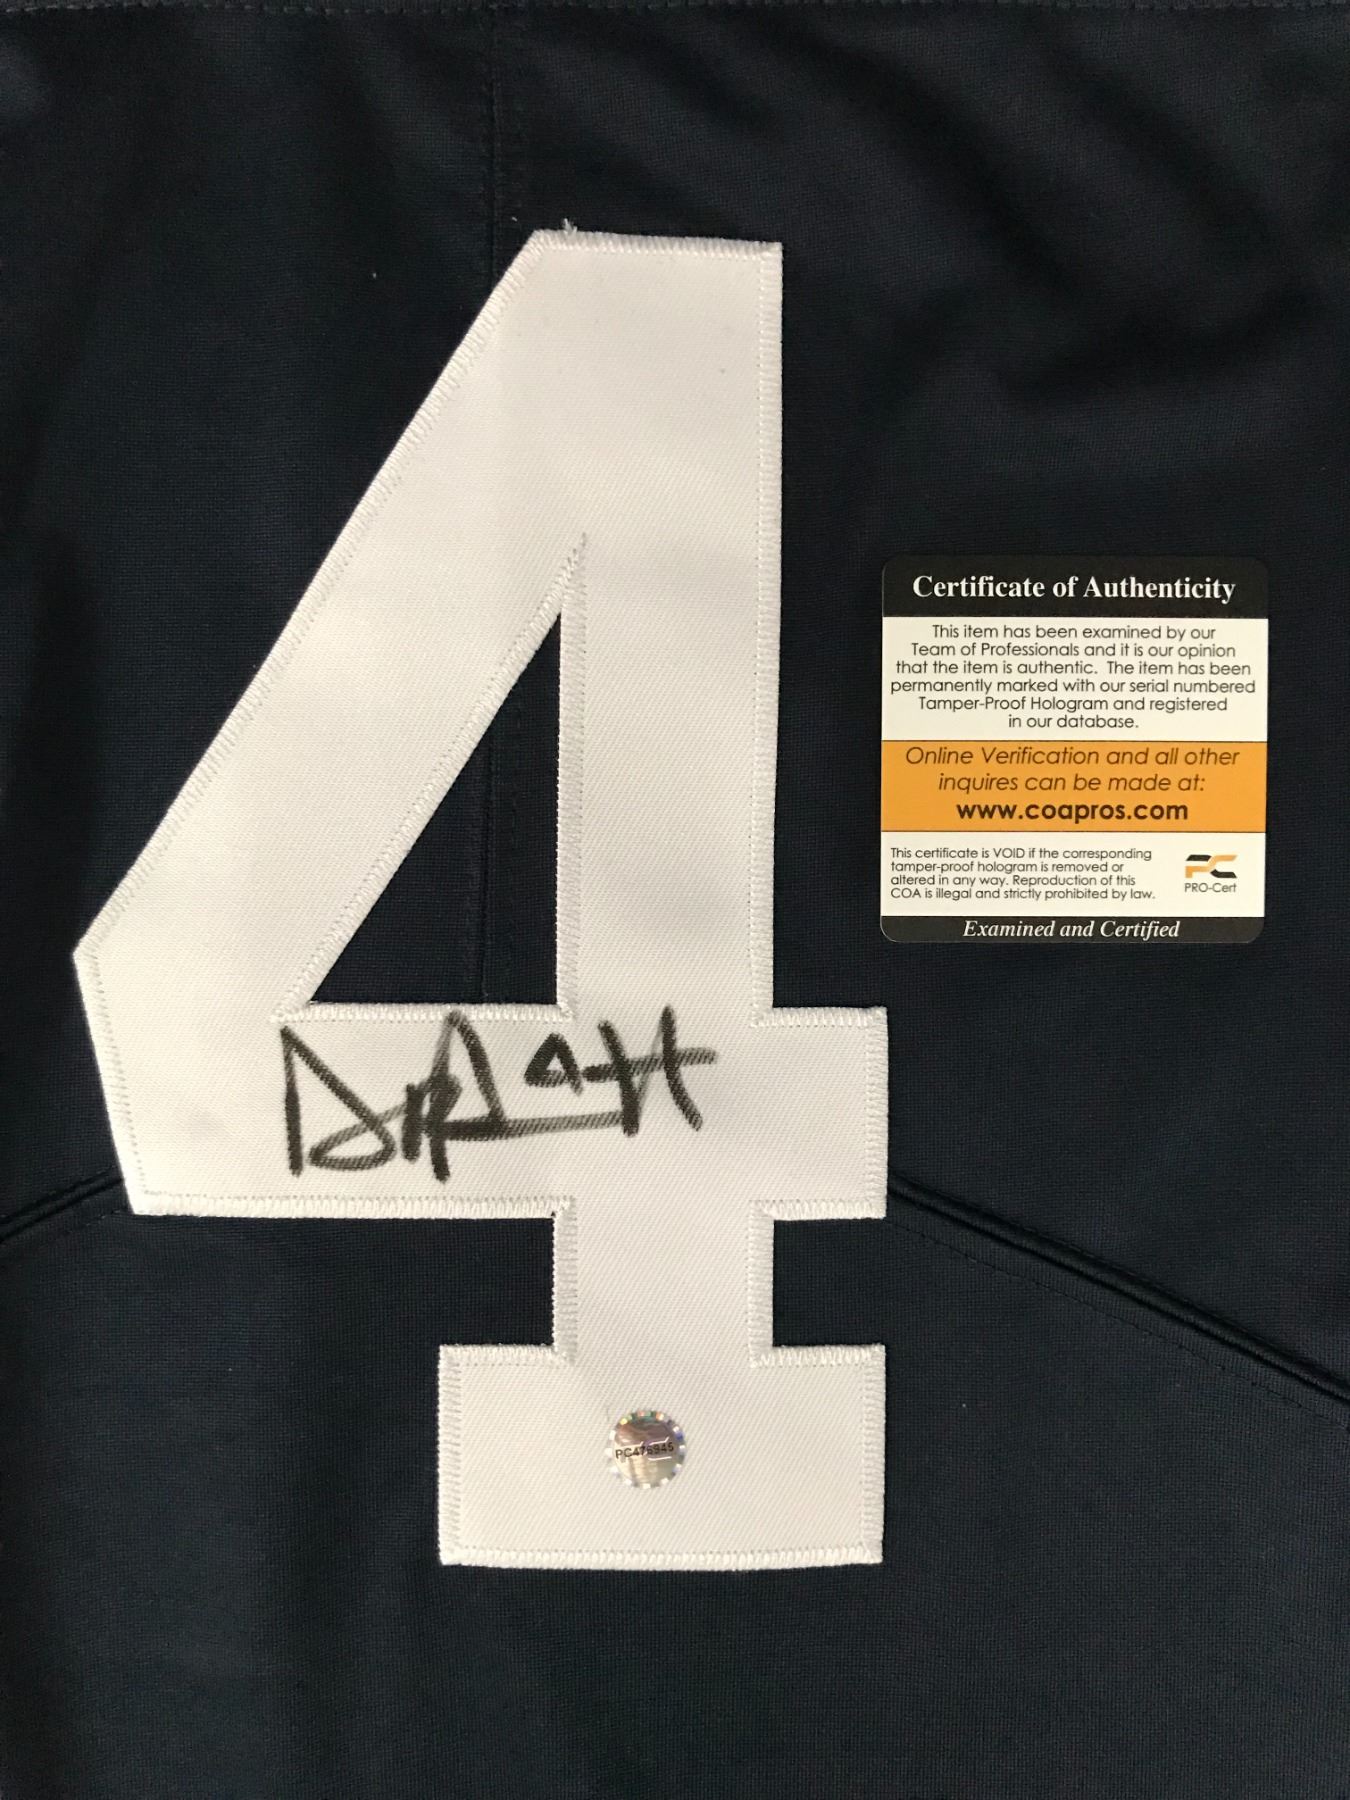 4
Certificate of Authenticity
This item has been examined by our
Team of Professionals and it is our opinion
that the item is authentic. The item has been
permanently marked with our serial numbered
Tamper-Proof Hologram and registered
in our database.
Online Verification and all other
inquires can be made at:
www.coapros.com
This certificate is VOID if the corresponding
tamper-proof hologram is removed or
altered in any way. Reproduction of this
COA is illegal and strictly prohibited by law.
PC
PRO-Cert
Examined and Certified
PC476945